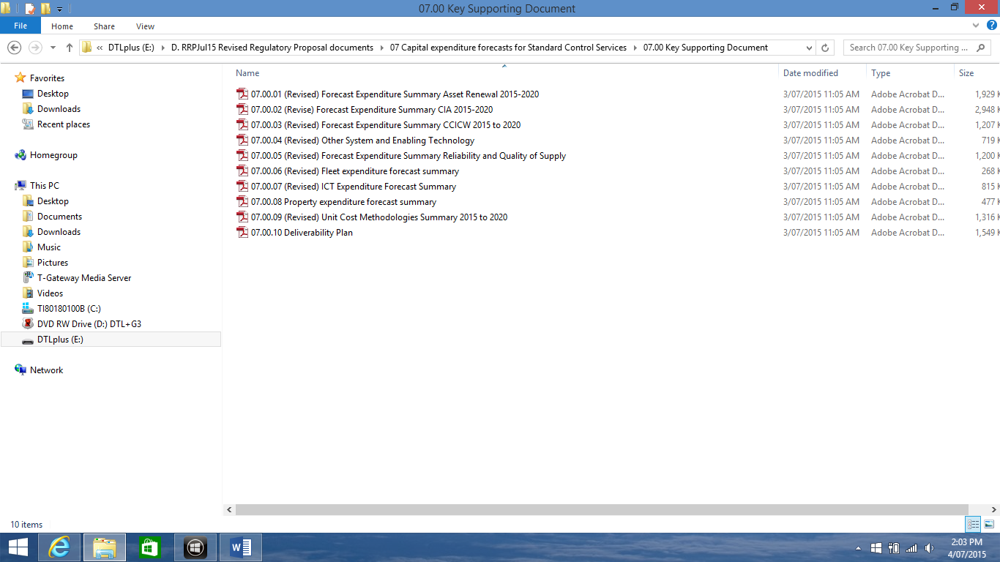 07.00 Key Supporting Document
File Home Share View
« DTLplus (E:) D. RRPJul15 Revised Regulatory Proposal documents 07 Capital expenditure forecasts for Standard Control Services 07.00 Key Supporting Document Search 07.00 Key Supporting ...
Favorites
Desktop
Downloads
Recent places
Homegroup
This PC
Desktop
Documents
Downloads
Music
Pictures
T-Gateway Media Server
Videos
TI80180100B (C:)
DVD RW Drive (D:) DTL+G3
DTLplus (E:)
Network
Name Date modified Type Size
07.00.01 (Revised) Forecast Expenditure Summary Asset Renewal 2015-2020 3/07/2015 11:05 AM Adobe Acrobat D... 1,929 K
07.00.02 (Revise) Forecast Expenditure Summary CIA 2015-2020 3/07/2015 11:05 AM Adobe Acrobat D... 2,948 K
07.00.03 (Revised) Forecast Expenditure Summary CCICW 2015 to 2020 3/07/2015 11:05 AM Adobe Acrobat D... 1,207 K
07.00.04 (Revised) Other System and Enabling Technology 3/07/2015 11:05 AM Adobe Acrobat D... 719 K
07.00.05 (Revised) Forecast Expenditure Summary Reliability and Quality of Supply 3/07/2015 11:05 AM Adobe Acrobat D... 1,200 K
07.00.06 (Revised) Fleet expenditure forecast summary 3/07/2015 11:05 AM Adobe Acrobat D... 268 K
07.00.07 (Revised) ICT Expenditure Forecast Summary 3/07/2015 11:05 AM Adobe Acrobat D... 815 K
07.00.08 Property expenditure forecast summary 3/07/2015 11:05 AM Adobe Acrobat D... 477 K
07.00.09 (Revised) Unit Cost Methodologies Summary 2015 to 2020 3/07/2015 11:05 AM Adobe Acrobat D... 1,316 K
07.00.10 Deliverability Plan 3/07/2015 11:05 AM Adobe Acrobat D... 1,549 K
10 items
2:03 PM
4/07/2015